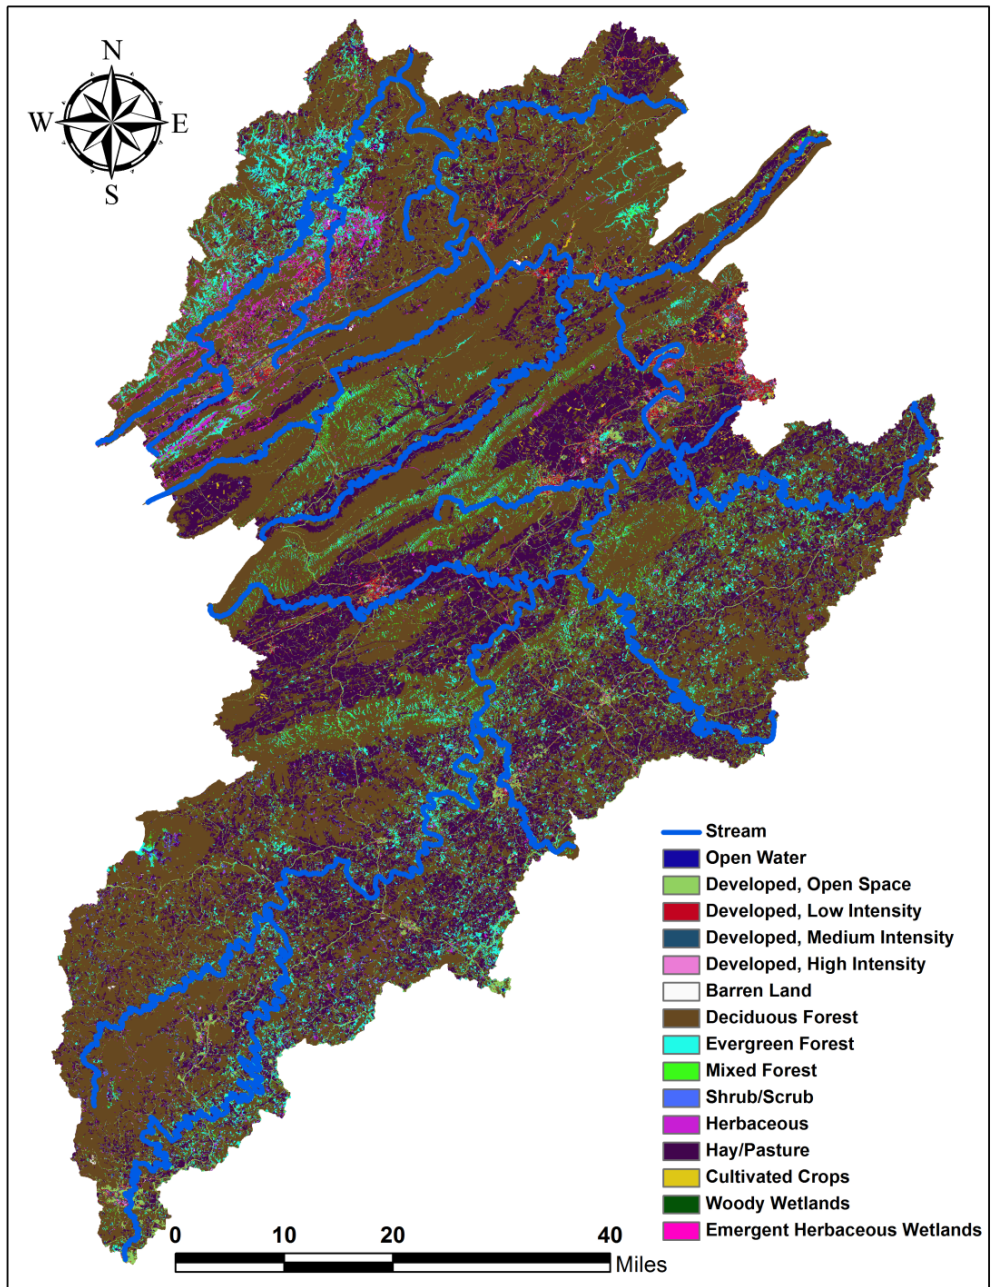 N
W E
S
Stream
Open Water
Developed, Open Space
Developed, Low Intensity
Developed, Medium Intensity
Developed, High Intensity
Barren Land
Deciduous Forest
Evergreen Forest
Mixed Forest
Shrub/Scrub
Herbaceous
Hay/Pasture
Cultivated Crops
Woody Wetlands
Emergent Herbaceous Wetlands
0 10 20 40
Miles